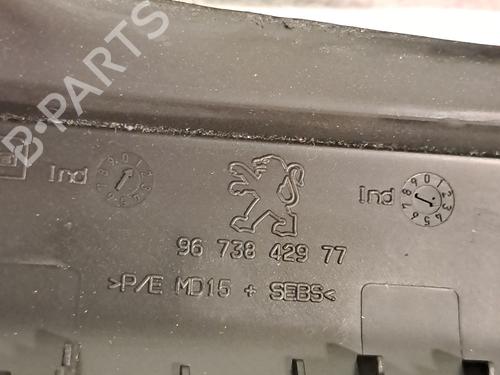 B-PARTS
Ind
Ind
96 738 429 77
>P/E MD15 + SEBS<